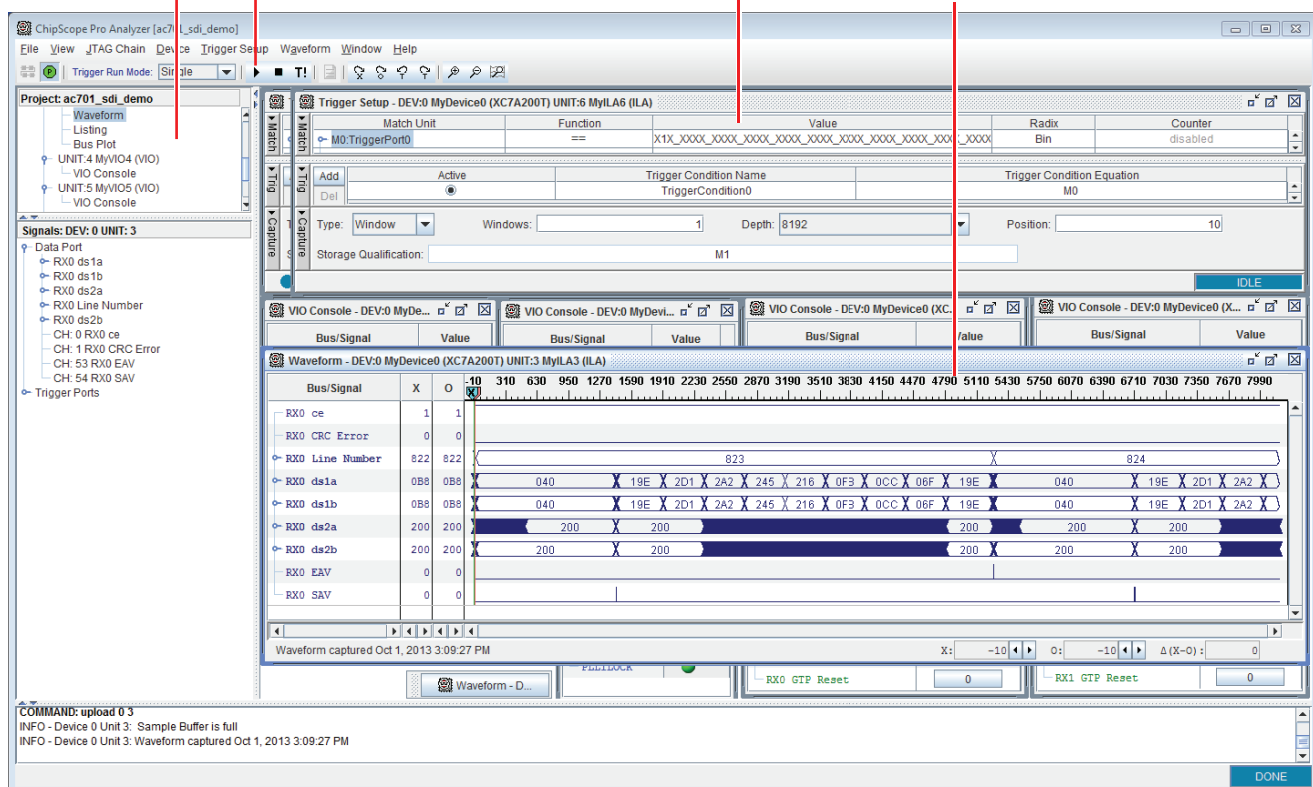 ChipScope Pro Analyzer [ac701_sdi_demo]
File View JTAG Chain Device Trigger Setup Waveform Window Help
Trigger Run Mode: Single T!
Project: ac701_sdi_demo
Waveform
Listing
Bus Plot
UNIT:4 MyVIO4 (VIO)
VIO Console
UNIT:5 MyVIO5 (VIO)
VIO Console
Signals: DEV: 0 UNIT: 3
Data Port
RX0 ds1a
RX0 ds1b
RX0 ds2a
RX0 Line Number
RX0 ds2b
CH: 0 RX0 ce
CH: 1 RX0 CRC Error
CH: 53 RX0 EAV
CH: 54 RX0 SAV
Trigger Ports
Trigger Setup - DEV:0 MyDevice0 (XC7A200T) UNIT:6 MyILA6 (ILA)
Match Match Match Unit Function Value Radix Counter
M0:TriggerPort0 == X1X_XXXX_XXXX_XXXX_XXXX_XXXX_XXXX_XXXX_XXXX_XXXX Bin disabled
Trig Trig Add Active Trigger Condition Name Trigger Condition Equation
Del TriggerCondition0 M0
Capture Capture Type: Window Windows: 1 Depth: 8192 Position: 10
Storage Qualification: M1
IDLE
VIO Console - DEV:0 MyDe... VIO Console - DEV:0 MyDevi... VIO Console - DEV:0 MyDevice0 (XC... VIO Console - DEV:0 MyDevice0 (X...
Bus/Signal Value Bus/Signal Value Bus/Signal Value Bus/Signal Value
Waveform - DEV:0 MyDevice0 (XC7A200T) UNIT:3 MyILA3 (ILA)
Bus/Signal X O -10 310 630 950 1270 1590 1910 2230 2550 2870 3190 3510 3830 4150 4470 4790 5110 5430 5750 6070 6390 6710 7030 7350 7670 7990
X
RX0 ce 1 1
RX0 CRC Error 0 0
RX0 Line Number 822 822 823 824
RX0 ds1a 0B8 0B8 040 19E 2D1 2A2 245 216 0FB 0CC 06F 19E 040 19E 2D1 2A2
RX0 ds1b 0B8 0B8 040 19E 2D1 2A2 245 216 0FB 0CC 06F 19E 040 19E 2D1 2A2
RX0 ds2a 200 200 200 200 200 200 200
RX0 ds2b 200 200 200 200 200 200 200
RX0 EAV 0 0
RX0 SAV 0 0
Waveform captured Oct 1, 2013 3:09:27 PM X: -10 O: -10 Δ(X-O): 0
Waveform - D...
RX0 GTP Reset 0 RX1 GTP Reset 0
COMMAND: upload 0 3
INFO - Device 0 Unit 3: Sample Buffer is full
INFO - Device 0 Unit 3: Waveform captured Oct 1, 2013 3:09:27 PM
DONE